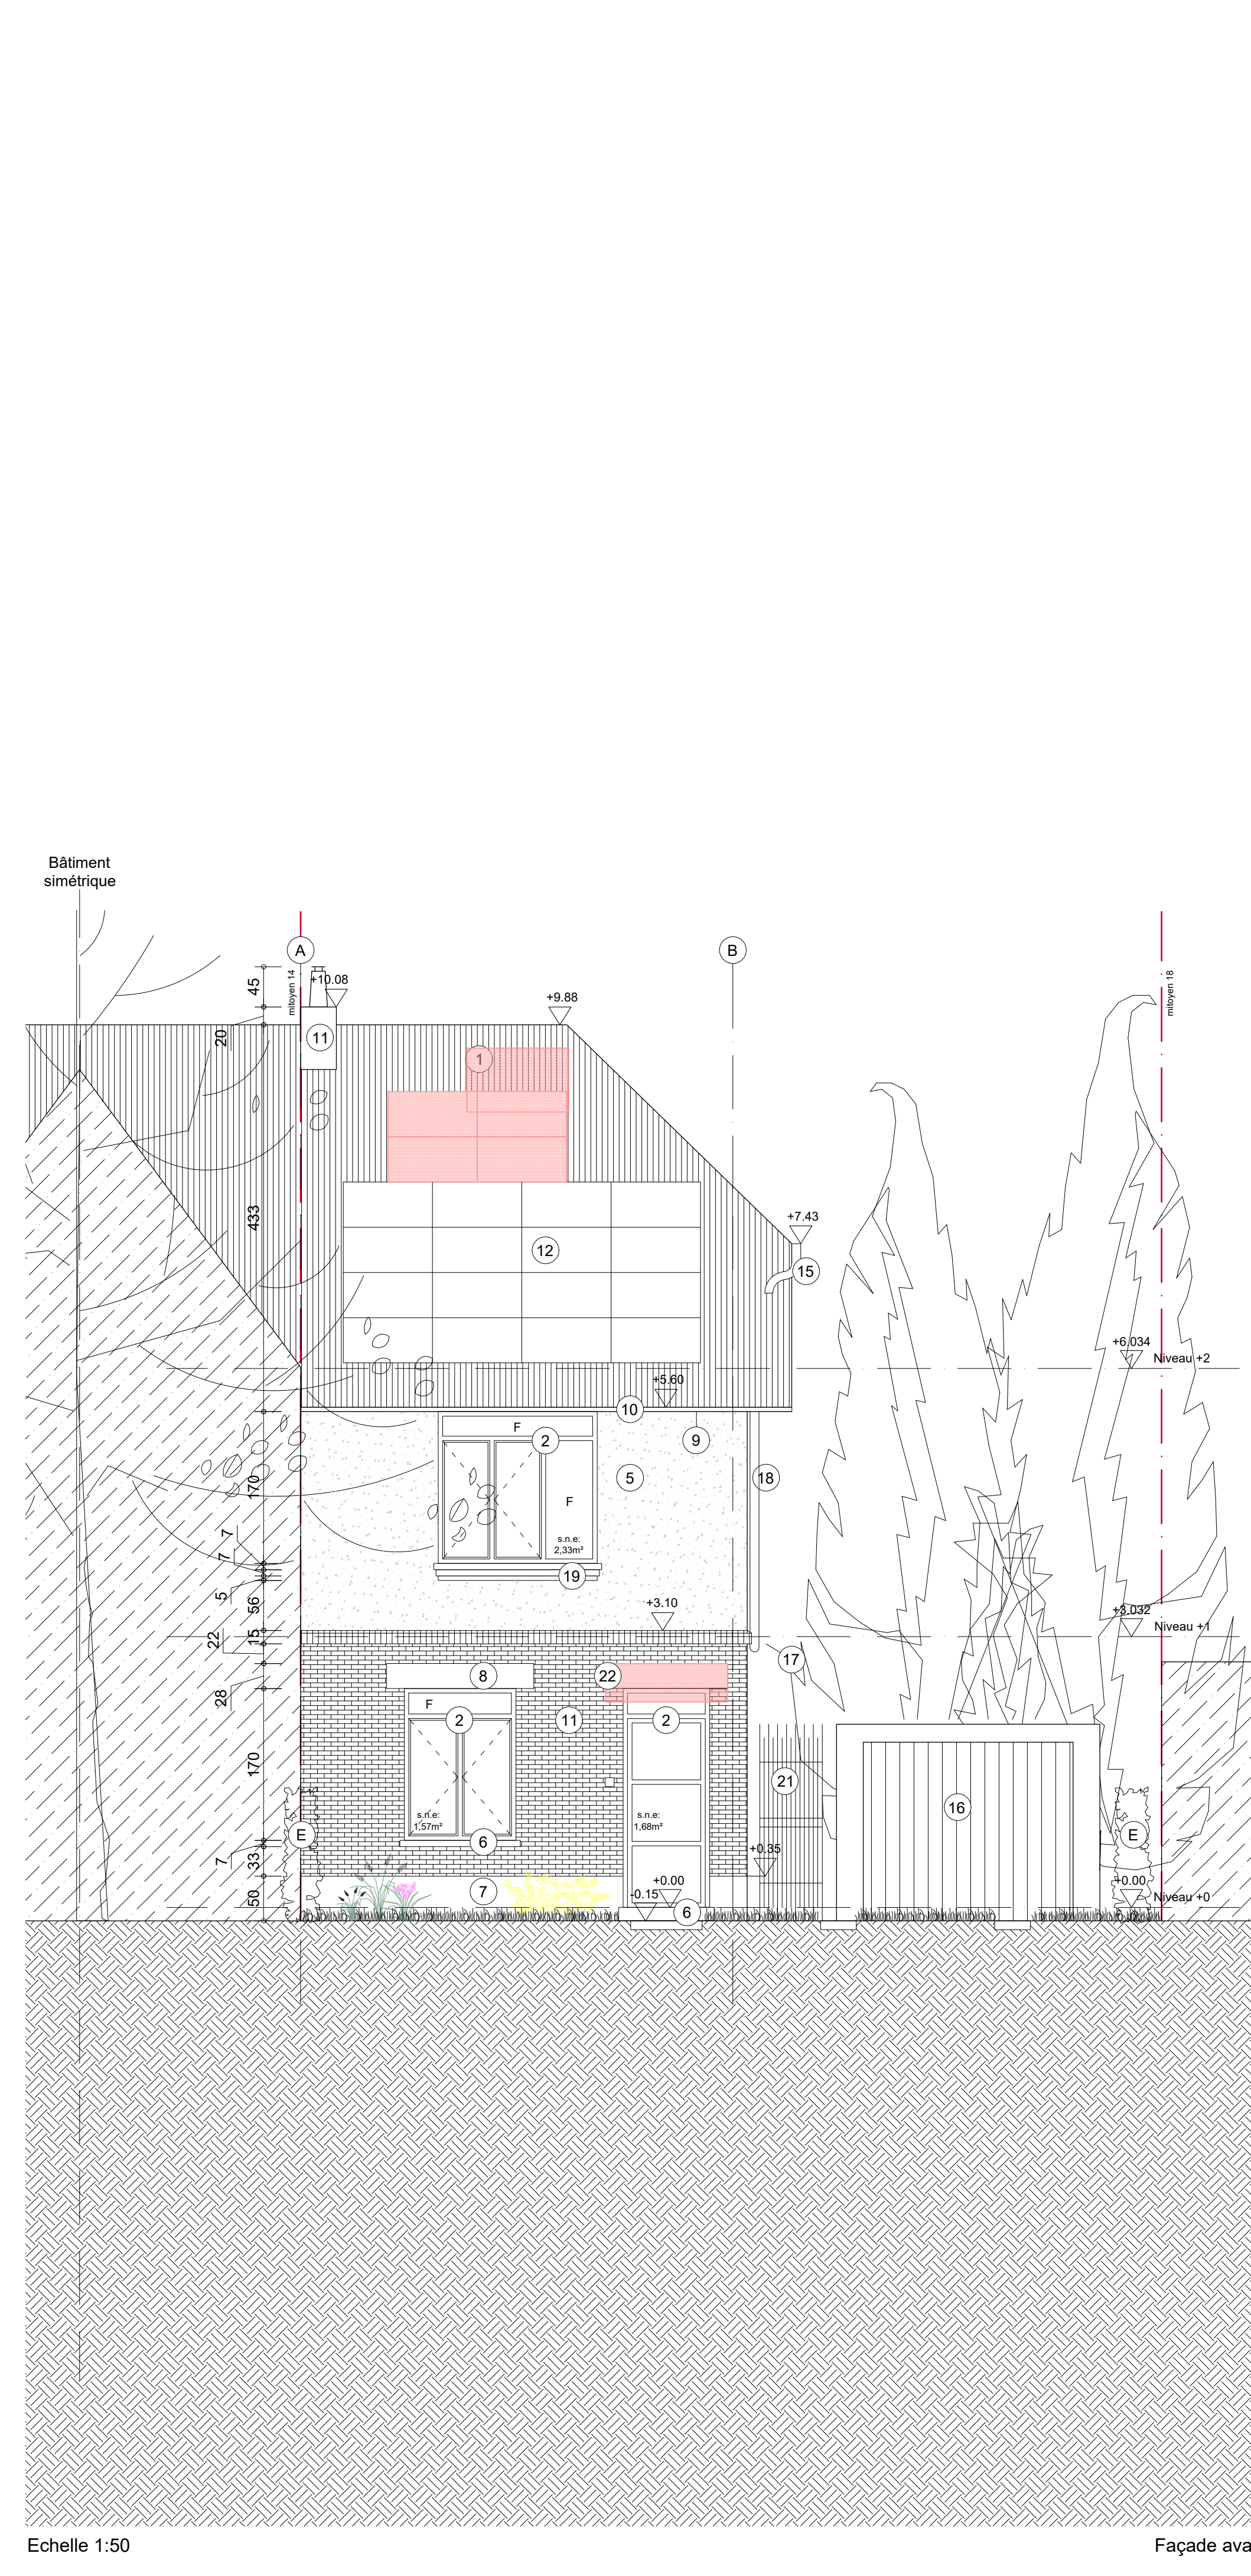 Bâtiment
simétrique
A
B
mitoyen 14
mitoyen 18
45
+10.08
+9.88
20
11
1
433
+7.43
12
15
+6.034
Niveau +2
+5.60
10
F
2
9
5
18
170
F
s.n.e:
2,33m²
7
7
19
5
56
+3.10
+3.032
Niveau +1
22
15
17
8
22
28
F
2
11
2
170
21
16
s.n.e:
1,57m²
s.n.e:
1,68m²
E
E
6
+0.35
7
33
50
7
+0.00
-0.15
6
+0.00
Niveau +0
Echelle 1:50
Façade ava